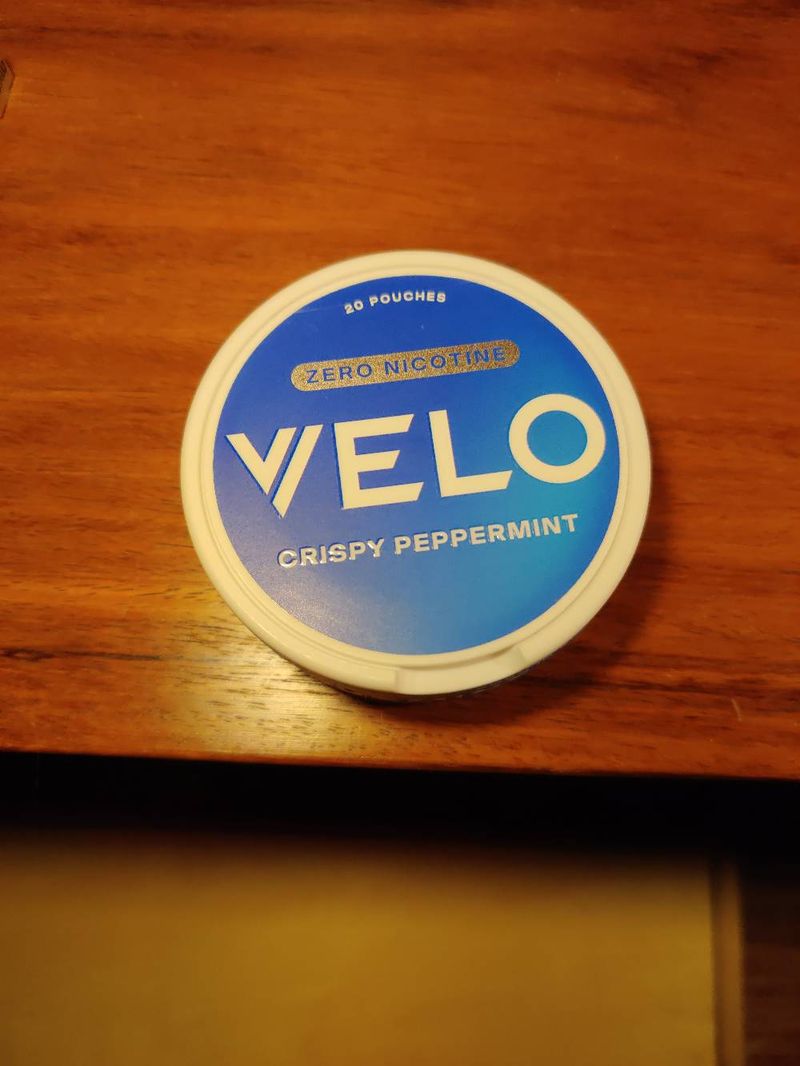 20 POUCHES
ZERO NICOTINE
VELO
CRISPY PEPPERMINT